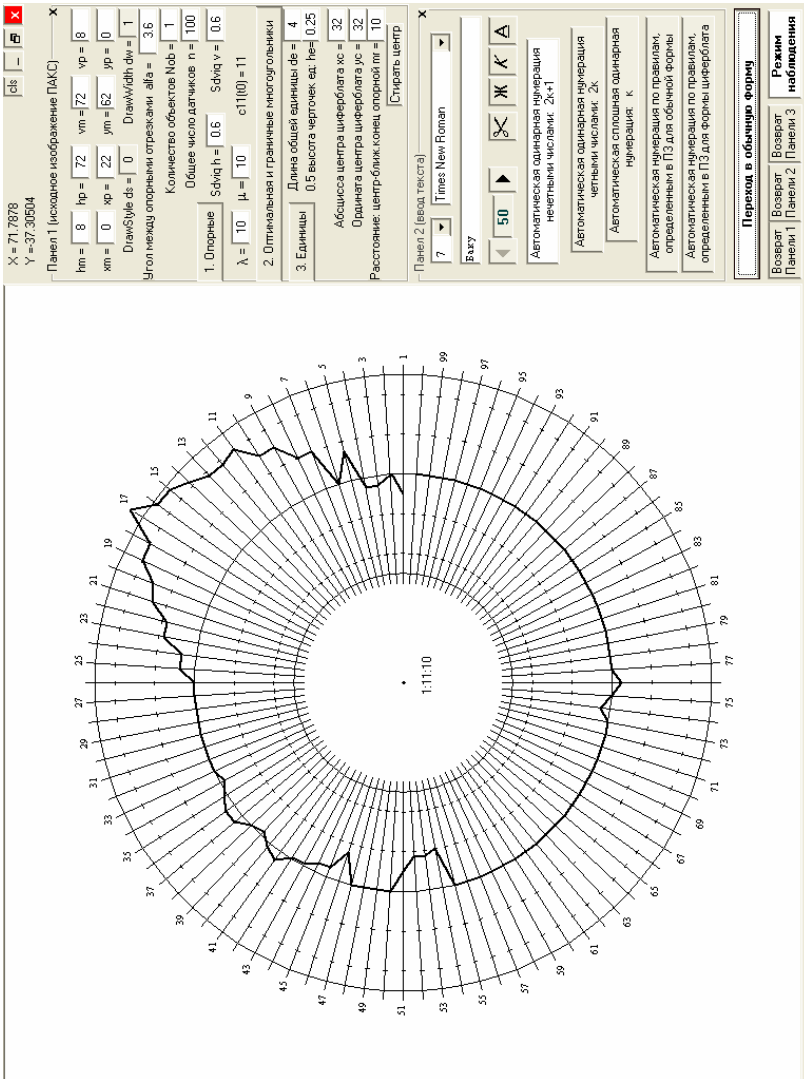 X = 71.7878
Y =-37.30504
cls
Панел 1 (исходное изображение ПАКС)
hm = 8 hp = 72 vm = 72 vp = 8
xm = 0 xp = 22 ym = 62 yp = 0
DrawStyle ds = 0 DrawWidth dw = 1
Угол между опорными отрезками alfa = 3.6
Количество объектов Nob = 1
Общее число датчиков n = 100
1. Опорные Sdviq h = 0.6 Sdviq v = 0.6
λ = 10 μ = 10 c11(t0) = 11
2. Оптимальная и граничные многоугольники
3. Единицы
Длина общей единицы de = 4
0.5 высота черточек ед: he= 0.25
Абсцисса центра циферблата xc = 32
Ордината центра циферблата yc = 32
Расстояние: центр-ближ.конец опорной mr = 10
Стирать центр
Панел 2 (ввод текста)
7 Times New Roman
Баку
50 Ж К А
Автоматическая одинарная нумерация
нечетными числами: 2к+1
Автоматическая одинарная нумерация
четными числами: 2к
Автоматическая сплошная одинарная
нумерация: к
Автоматическая нумерация по правилам,
определенным в ПЗ для обычной формы
Автоматическая нумерация по правилам,
определенным в ПЗ для формы циферблата
Переход в обычную форму
Возврат Панели 1
Возврат Панели 2
Возврат Панели 3
Режим наблюдения
1
3
5
7
9
11
13
15
17
19
21
23
25
27
29
31
33
35
37
39
41
43
45
47
49
51
53
55
57
59
61
63
65
67
69
71
73
75
77
79
81
83
85
87
89
91
93
95
97
99
1:11:10